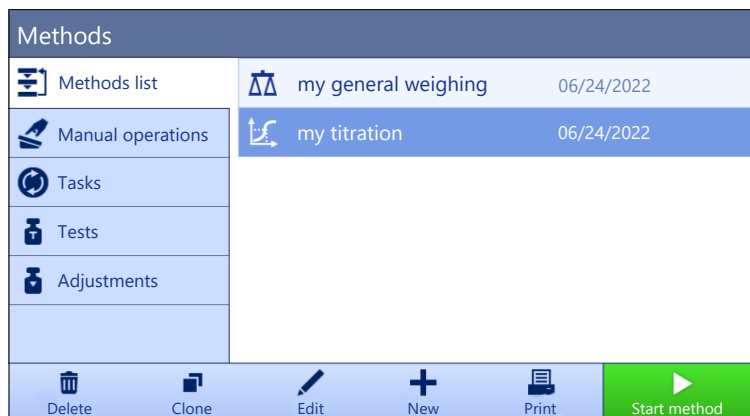 Methods
Methods list
my general weighing 06/24/2022
Manual operations
my titration 06/24/2022
Tasks
Tests
Adjustments
Delete Clone Edit New Print Start method